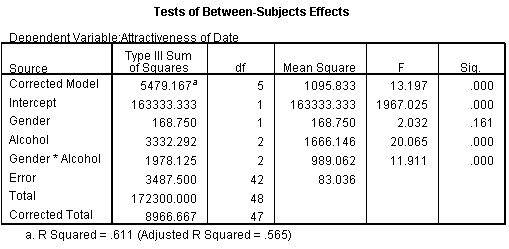 Tests of Between-Subjects Effects
Dependent Variable:Attractiveness of Date
Source Type III Sum of Squares df Mean Square F Sig.
Corrected Model 5479.167a 5 1095.833 13.197 .000
Intercept 163333.333 1 163333.333 1967.025 .000
Gender 168.750 1 168.750 2.032 .161
Alcohol 3332.292 2 1666.146 20.065 .000
Gender * Alcohol 1978.125 2 989.062 11.911 .000
Error 3487.500 42 83.036
Total 172300.000 48
Corrected Total 8966.667 47
a. R Squared = .611 (Adjusted R Squared = .565)